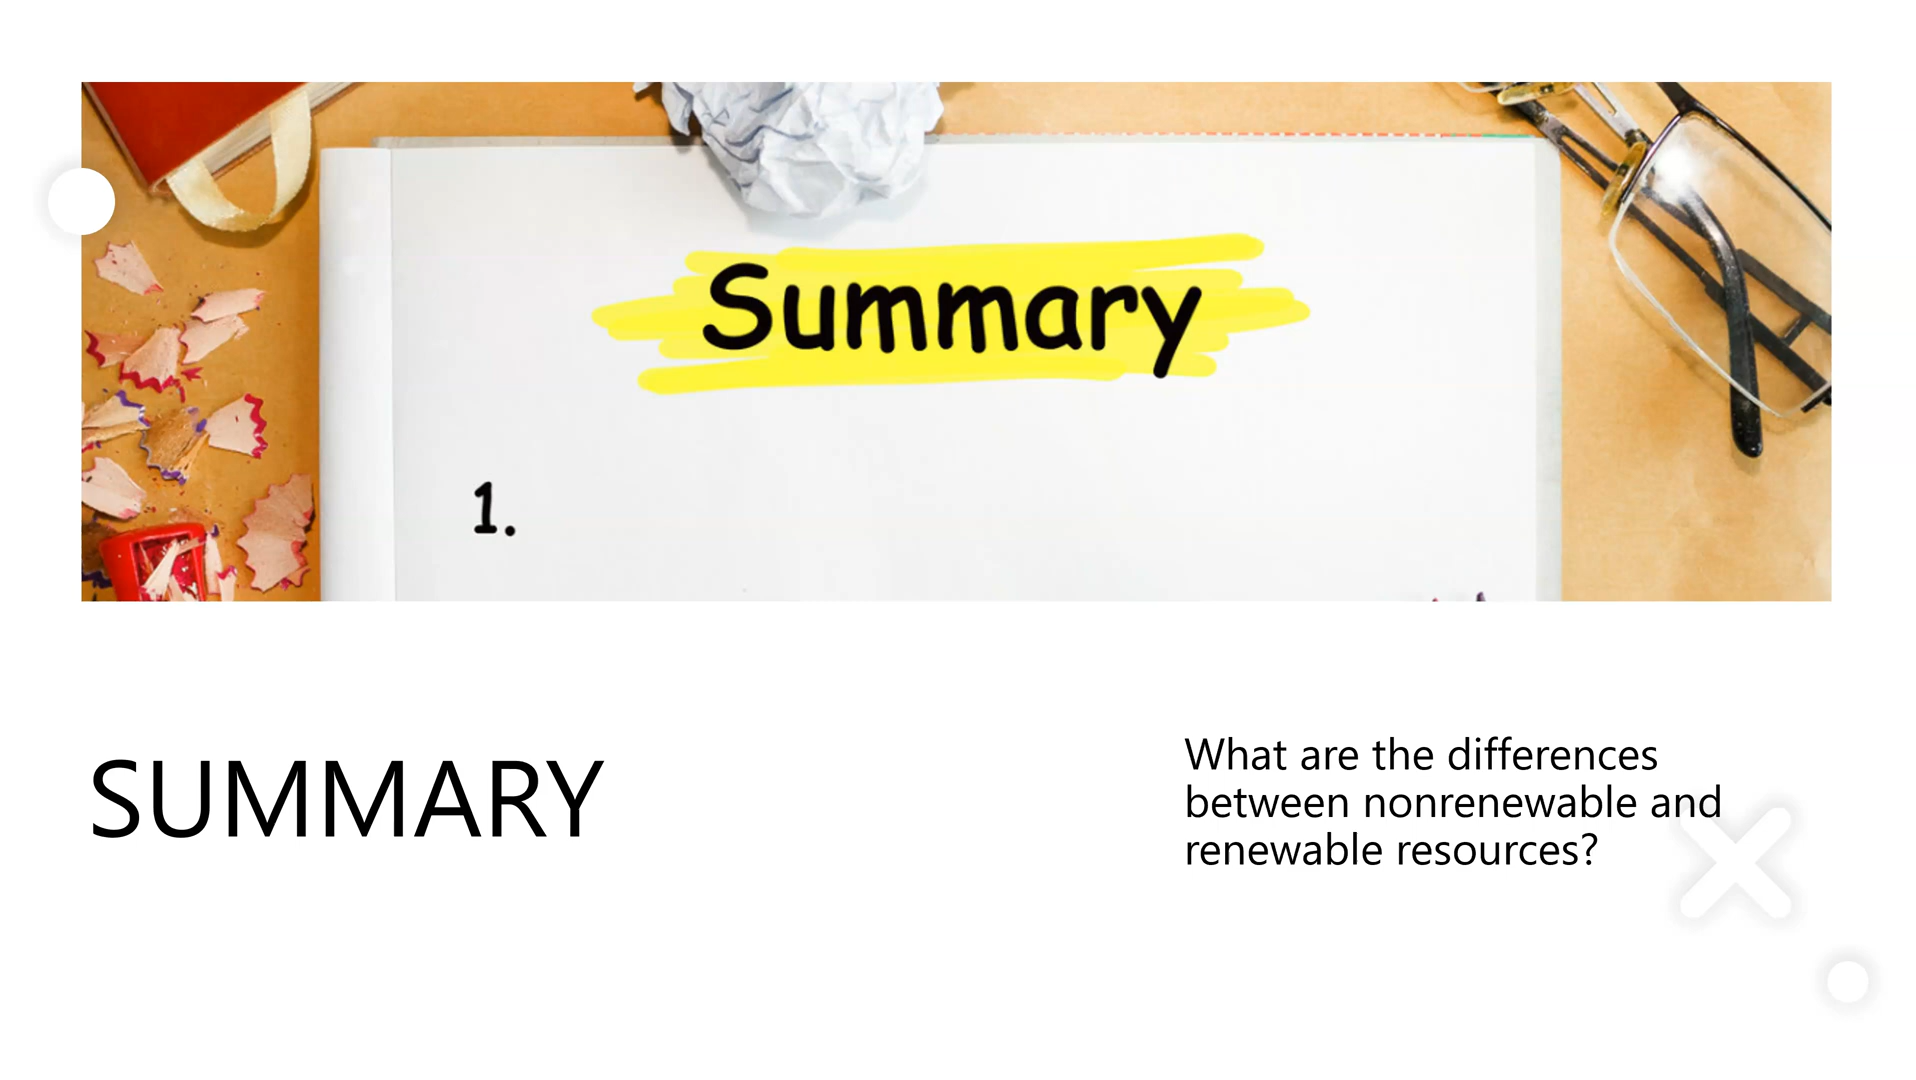 Summary
1.
SUMMARY
What are the differences
between nonrenewable and
renewable resources?